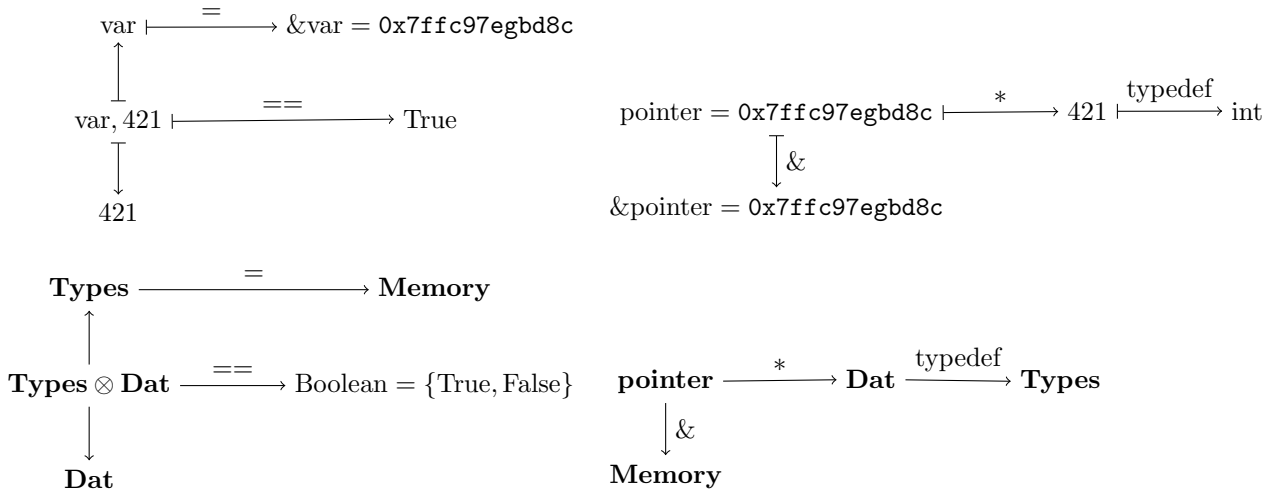 var = &var = 0x7ffc97egbd8c
var, 421 == True
421
pointer = 0x7ffc97egbd8c * 421 typedef int
&
&pointer = 0x7ffc97egbd8c
Types = Memory
Types ⊗ Dat == Boolean = {True, False}
Dat
pointer * Dat typedef Types
&
Memory